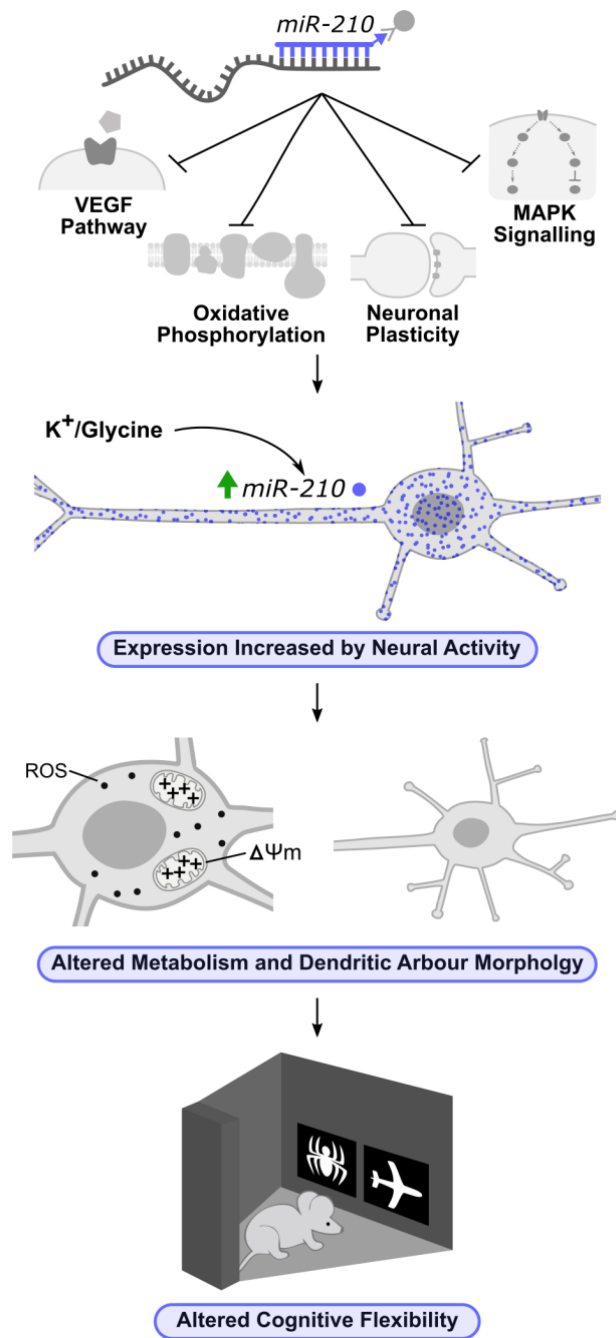 miR-210
VEGF
Pathway
MAPK
Signalling
Oxidative
Phosphorylation
Neuronal
Plasticity
K⁺/Glycine
miR-210
Expression Increased by Neural Activity
ROS
ΔΨm
Altered Metabolism and Dendritic Arbour Morpholgy
Altered Cognitive Flexibility